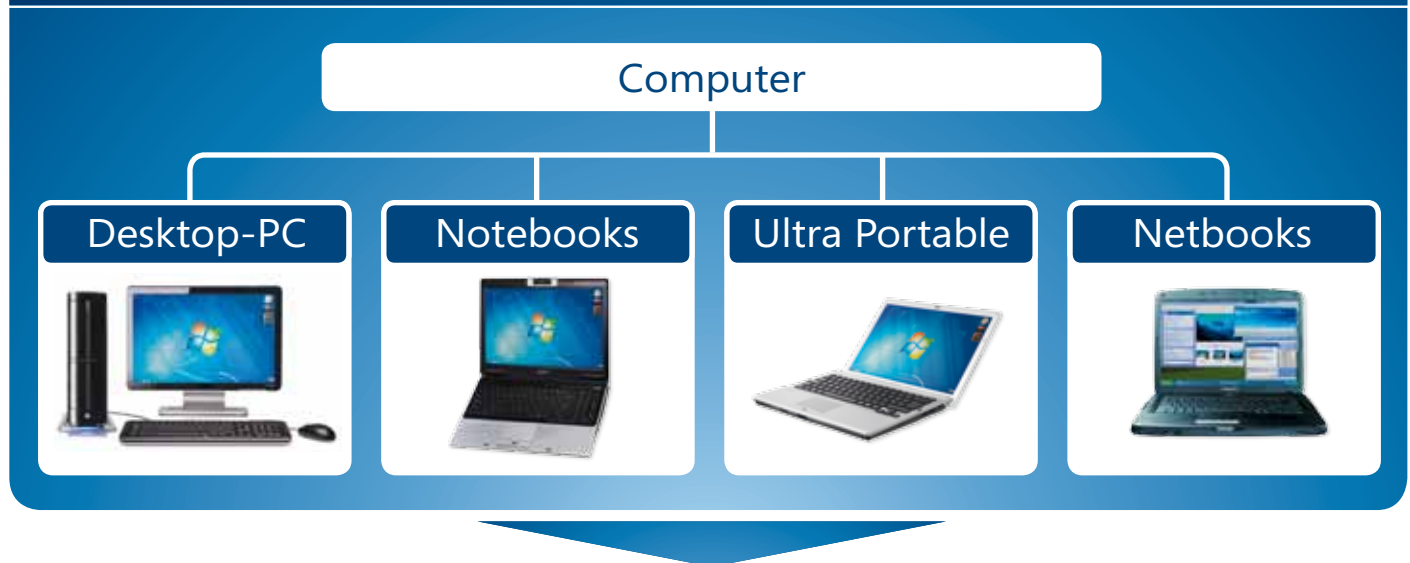 Computer
Desktop-PC
Notebooks
Ultra Portable
Netbooks